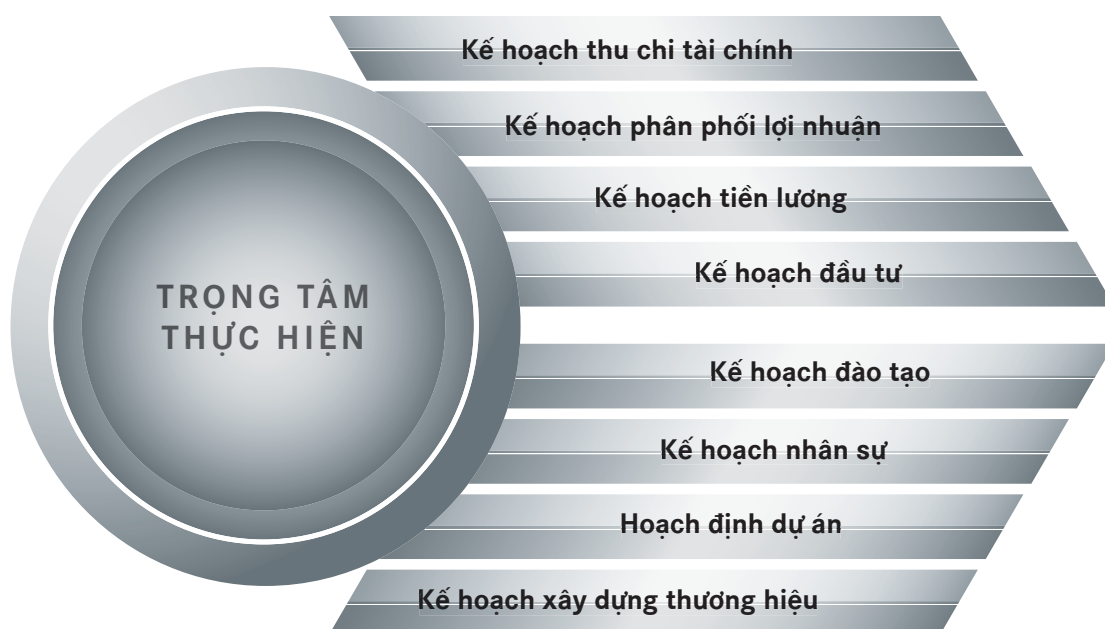 Kế hoạch thu chi tài chính
Kế hoạch phân phối lợi nhuận
Kế hoạch tiền lương
Kế hoạch đầu tư
TRỌNG TÂM
THỰC HIỆN
Kế hoạch đào tạo
Kế hoạch nhân sự
Hoạch định dự án
Kế hoạch xây dựng thương hiệu